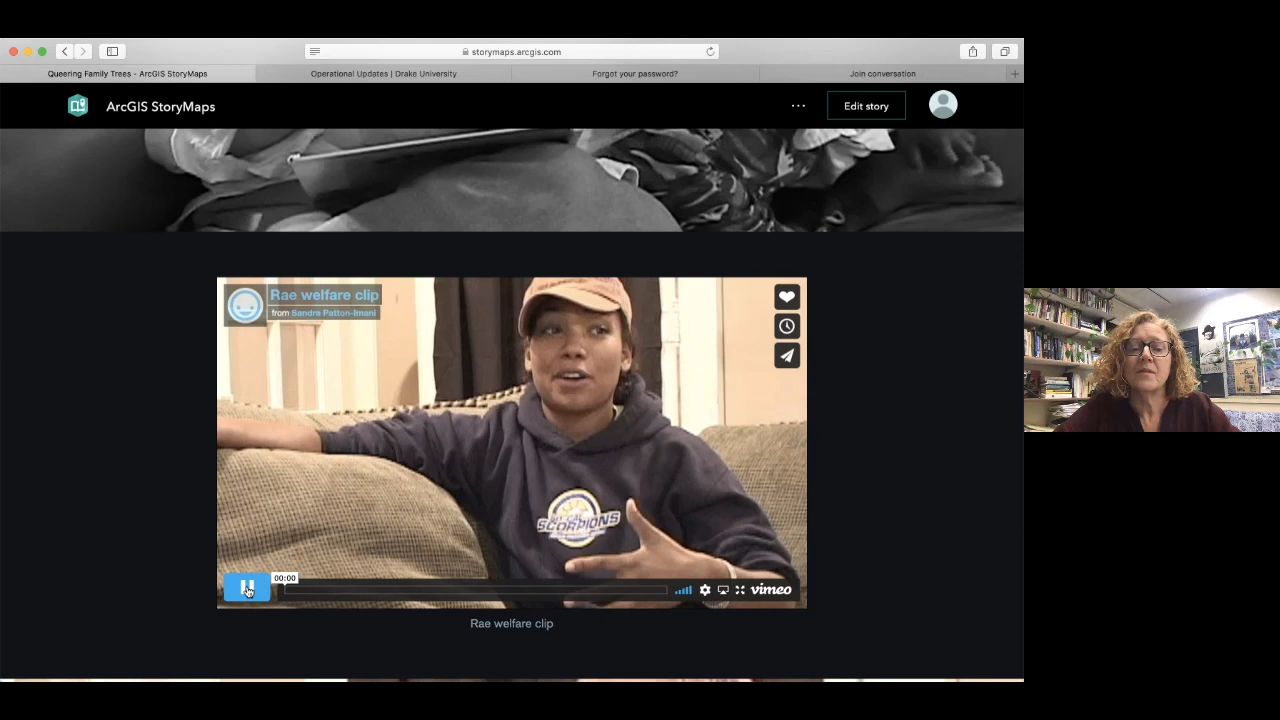 storymaps.arcgis.com
Queering Family Trees - ArcGIS StoryMaps
Operational Updates | Drake University
Forgot your password?
Join conversation
ArcGIS StoryMaps
Edit story
Rae welfare clip
from Sandra Patton-Imani
SCORPIONS
00:00
vimeo
Rae welfare clip